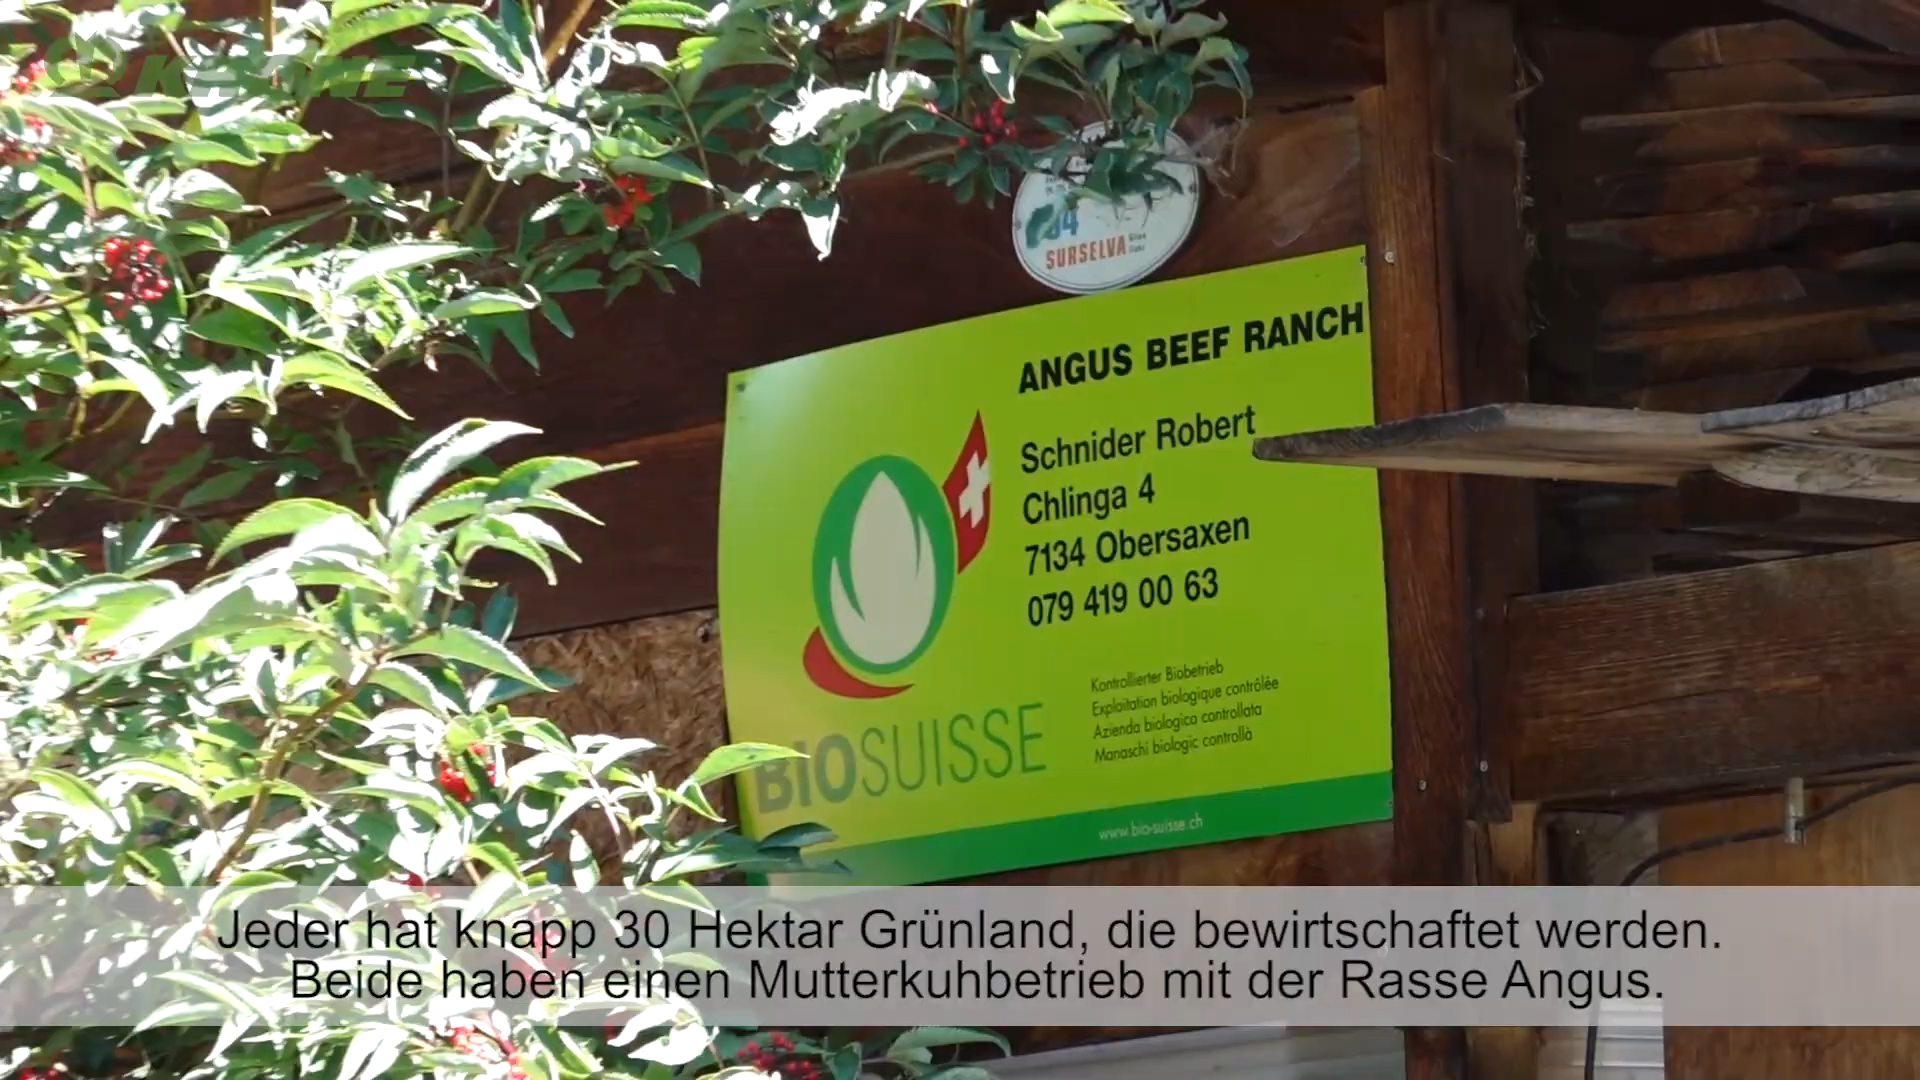 KRONE
SURSELVA
ANGUS BEEF RANCH
Schnider Robert
Chlinga 4
7134 Obersaxen
079 419 00 63
BIOSUISSE
Kontrollierter Biobetrieb
Exploitation biologique contrôlée
Azienda biologica controllata
Manaschi biologic controllà
www.bio-suisse.ch
Jeder hat knapp 30 Hektar Grünland, die bewirtschaftet werden.
Beide haben einen Mutterkuhbetrieb mit der Rasse Angus.